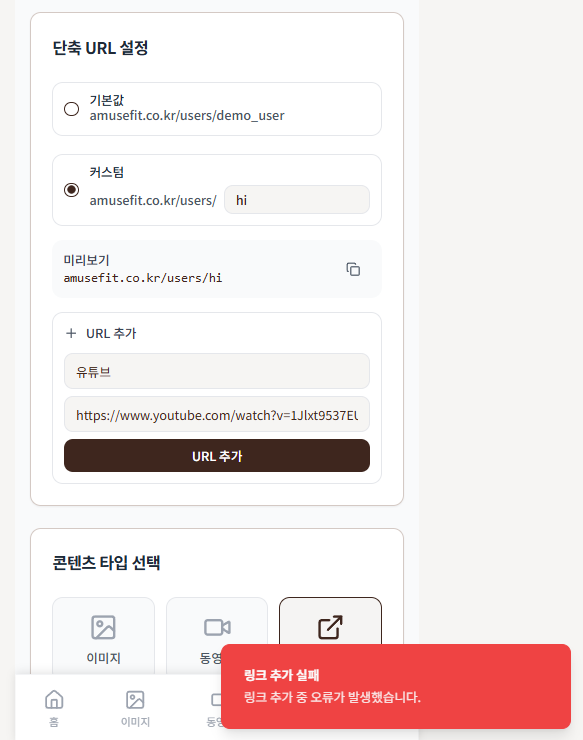 단축 URL 설정
기본값
amusefit.co.kr/users/demo_user
커스텀
amusefit.co.kr/users/ hi
미리보기
amusefit.co.kr/users/hi
URL 추가
유튜브
https://www.youtube.com/watch?v=1Jlxt9537EU
URL 추가
콘텐츠 타입 선택
이미지
동영
링크 추가 실패
링크 추가 중 오류가 발생했습니다.
홈
이미지
동영